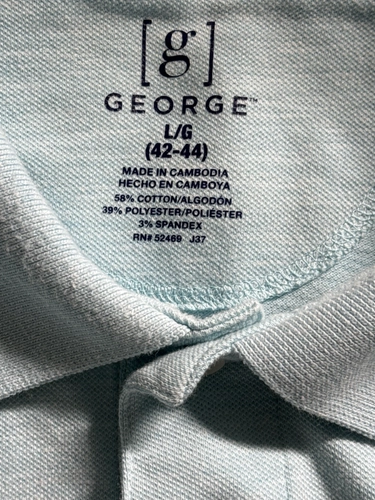 [g]
GEORGE™
L/G
(42-44)
MADE IN CAMBODIA
HECHO EN CAMBOYA
58% COTTON/ALGODÓN
39% POLYESTER/POLIÉSTER
3% SPANDEX
RN# 52469 J37